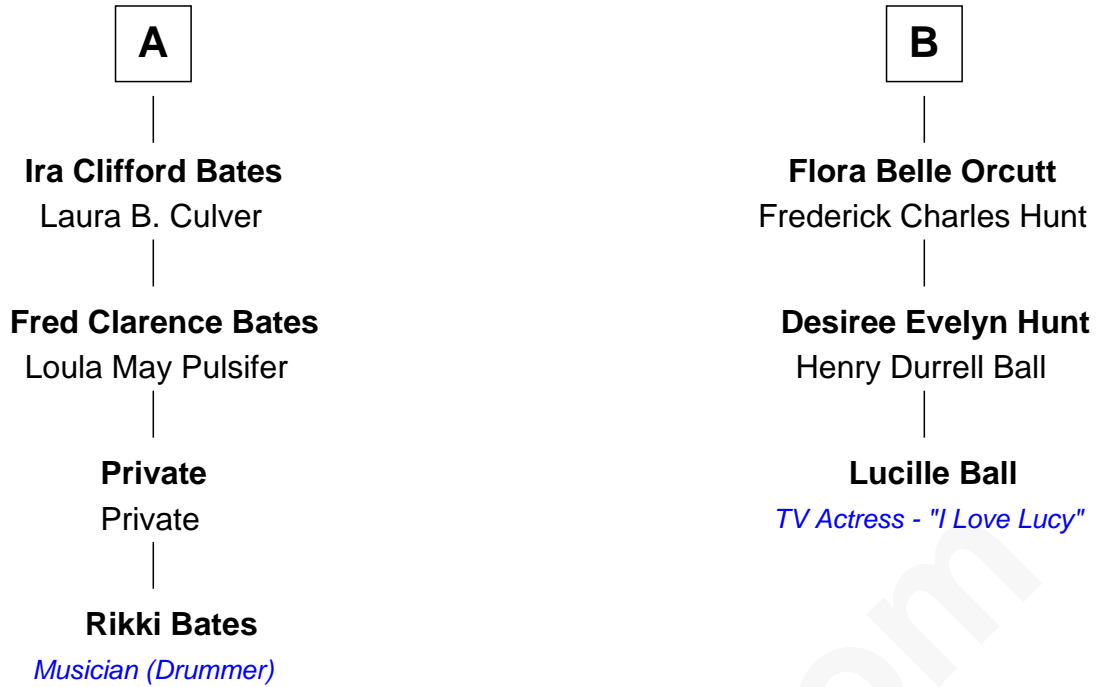 A
Ira Clifford Bates
Laura B. Culver
Fred Clarence Bates
Loula May Pulsifer
Private
Private
Rikki Bates
Musician (Drummer)
B
Flora Belle Orcutt
Frederick Charles Hunt
Desiree Evelyn Hunt
Henry Durrell Ball
Lucille Ball
TV Actress - "I Love Lucy"
om